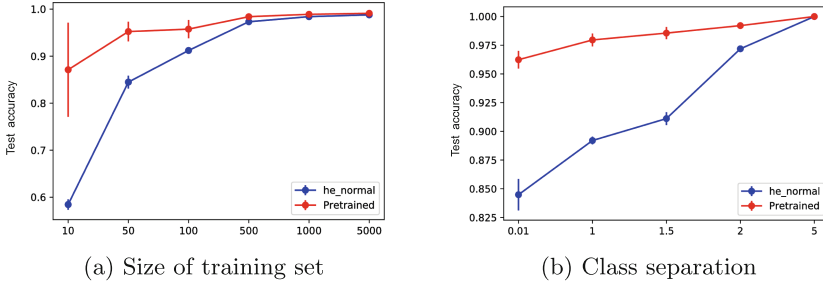 1.0
0.9
0.8
0.7
0.6
Test accuracy
he_normal
Pretrained
10 50 100 500 1000 5000
(a) Size of training set
1.000
0.975
0.950
0.925
0.900
0.875
0.850
0.825
Test accuracy
he_normal
Pretrained
0.01 1 1.5 2 5
(b) Class separation